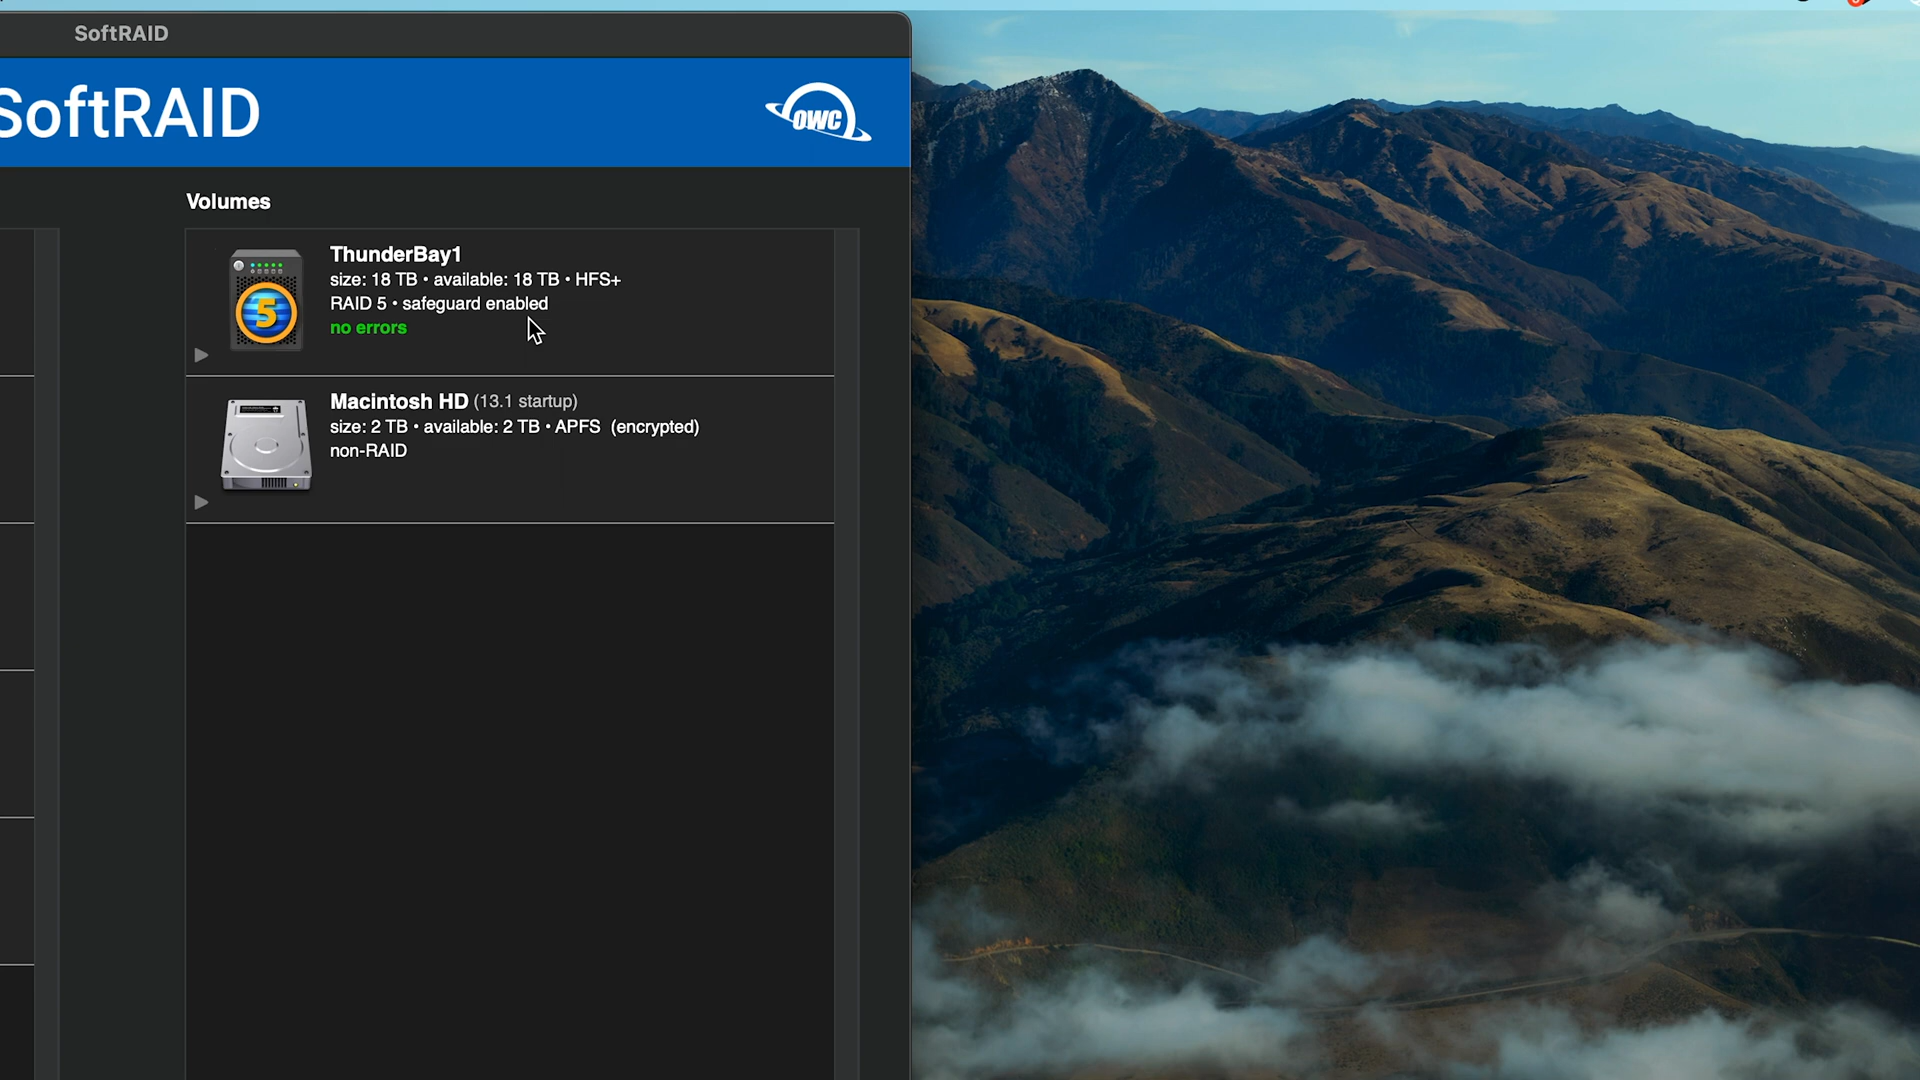 SoftRAID
SoftRAID
OWC
Volumes
ThunderBay1
size: 18 TB • available: 18 TB • HFS+
RAID 5 • safeguard enabled
no errors
5
Macintosh HD (13.1 startup)
size: 2 TB • available: 2 TB • APFS (encrypted)
non-RAID